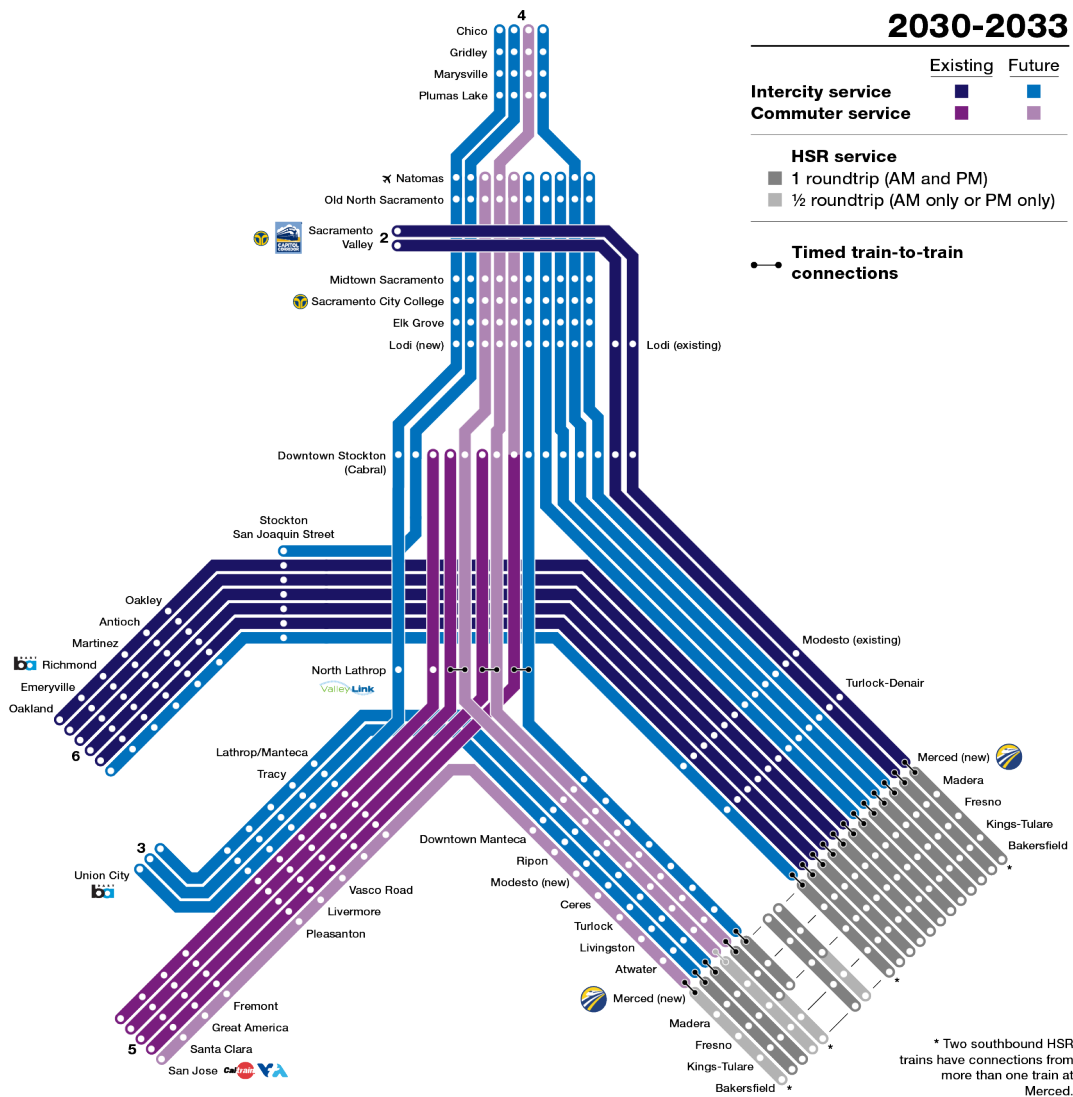 4
2030-2033
Chico
Gridley
Marysville
Plumas Lake
Existing Future
Intercity service
Commuter service
HSR service
1 roundtrip (AM and PM)
½ roundtrip (AM only or PM only)
Timed train-to-train
connections
Natomas
Old North Sacramento
Sacramento
Valley
2
CAPITOL
CORRIDOR
Midtown Sacramento
Sacramento City College
Elk Grove
Lodi (new)
Lodi (existing)
Downtown Stockton
(Cabral)
Stockton
San Joaquin Street
Oakley
Antioch
Martinez
ba
Richmond
Emeryville
Oakland
6
North Lathrop
ValleyLink
Modesto (existing)
Turlock-Denair
Merced (new)
Madera
Fresno
Kings-Tulare
Bakersfield
*
Lathrop/Manteca
Tracy
3
Union City
ba
Downtown Manteca
Ripon
Modesto (new)
Ceres
Turlock
Livingston
Atwater
Merced (new)
Madera
Fresno
Kings-Tulare
Bakersfield *
*
*
Vasco Road
Livermore
Pleasanton
Fremont
Great America
Santa Clara
5
San Jose
Caltrain
* Two southbound HSR
trains have connections from
more than one train at
Merced.